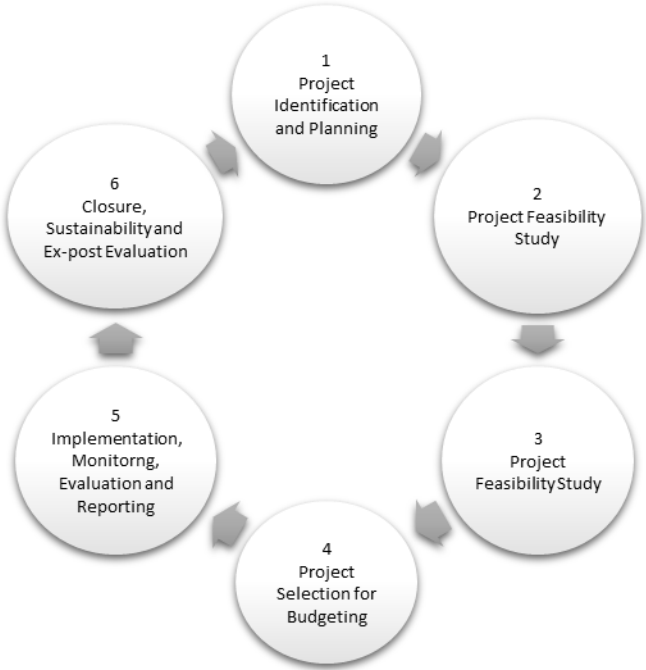 1
Project
Identification
and Planning
2
Project Feasibility
Study
3
Project
Feasibility Study
4
Project
Selection for
Budgeting
5
Implementation,
Monitorng,
Evaluation and
Reporting
6
Closure,
Sustainability and
Ex-post Evaluation